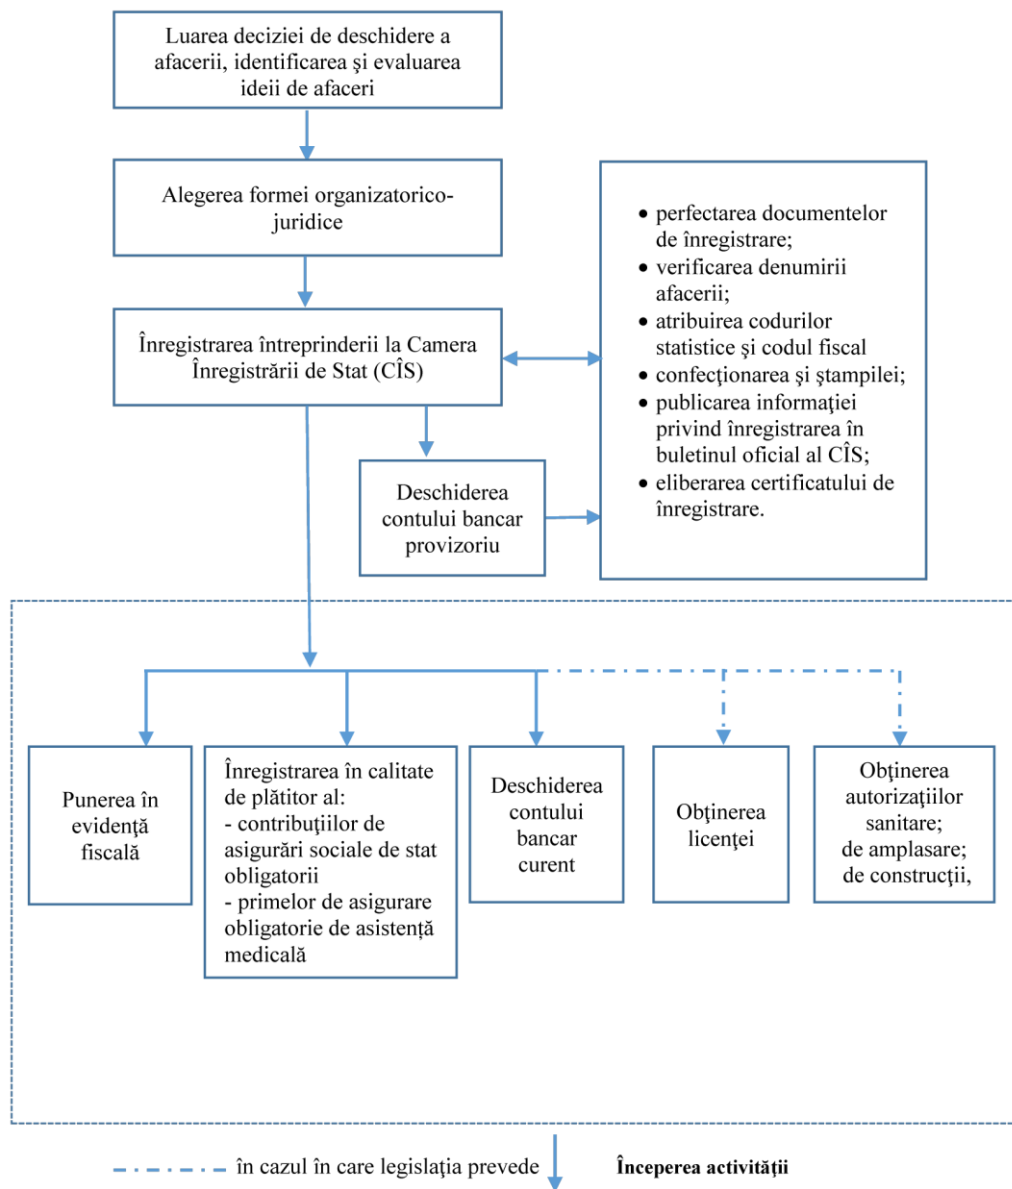 Luarea deciziei de deschidere a
afacerii, identificarea şi evaluarea
ideii de afaceri
Alegerea formei organizatorico-
juridice
Înregistrarea întreprinderii la Camera
Înregistrării de Stat (CÎS)
• perfectarea documentelor
de înregistrare;
• verificarea denumirii
afacerii;
• atribuirea codurilor
statistice şi codul fiscal
• confecţionarea şi ştampilei;
• publicarea informaţiei
privind înregistrarea în
buletinul oficial al CÎS;
• eliberarea certificatului de
înregistrare.
Deschiderea
contului bancar
provizoriu
Punerea în
evidenţă
fiscală
Înregistrarea în calitate
de plătitor al:
- contribuţiilor de
asigurări sociale de stat
obligatorii
- primelor de asigurare
obligatorie de asistență
medicală
Deschiderea
contului
bancar
curent
Obţinerea
licenţei
Obţinerea
autorizaţiilor
sanitare;
de amplasare;
de construcţii,
în cazul în care legislaţia prevede
Începerea activităţii